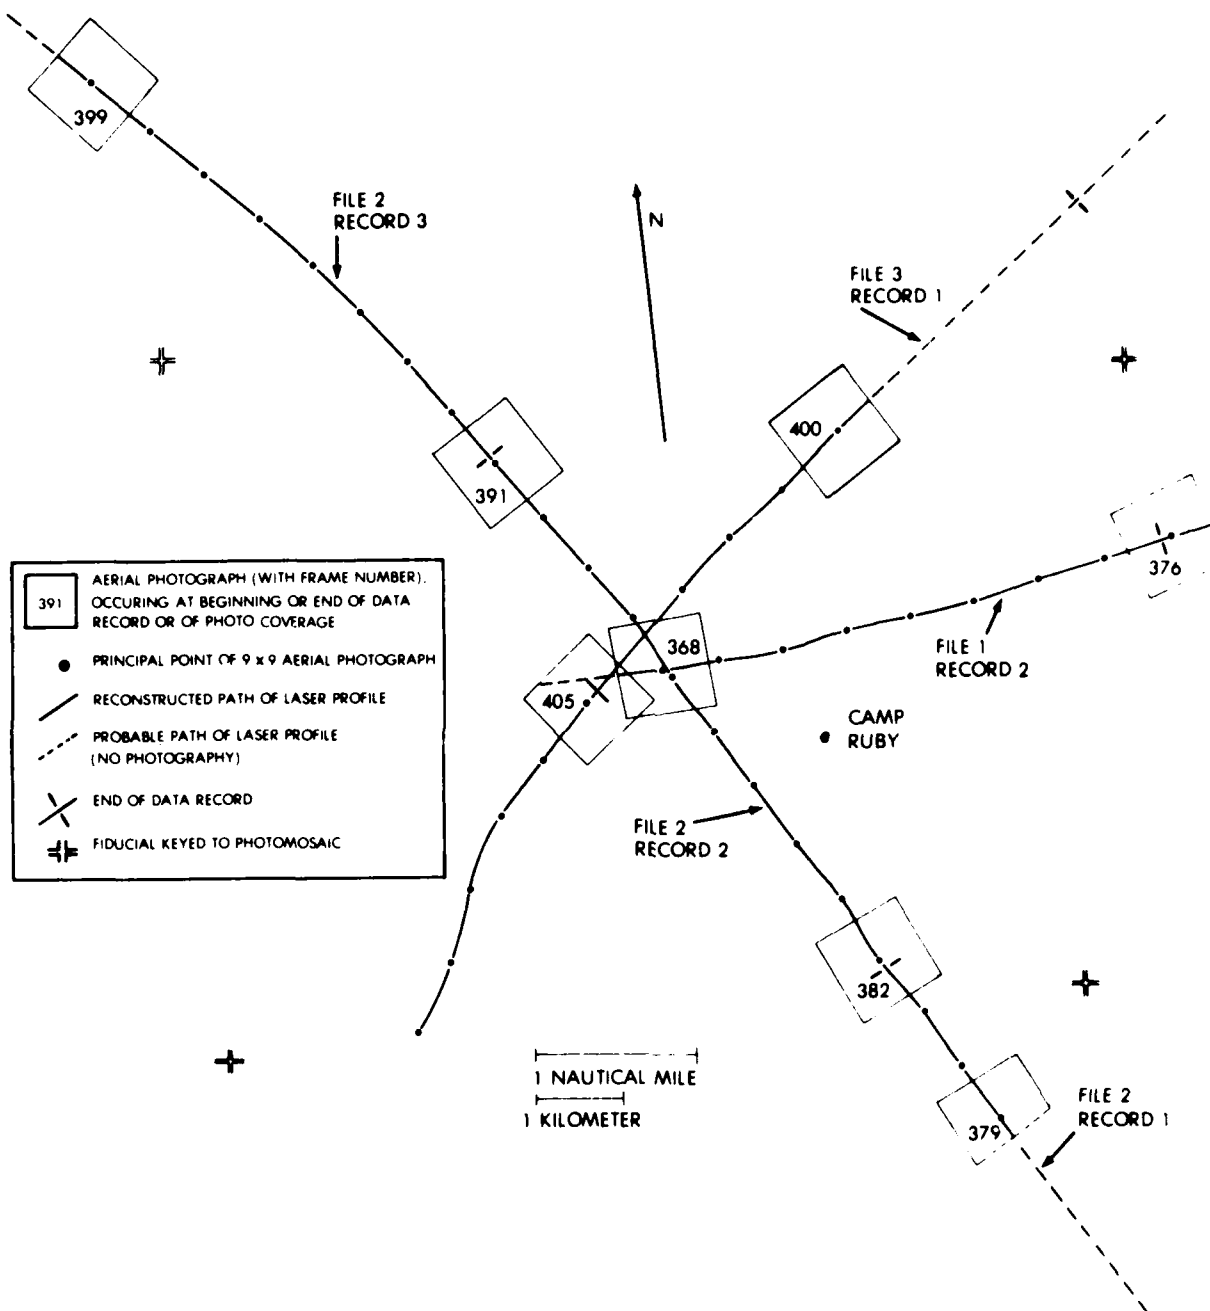 399
FILE 2
RECORD 3
N
FILE 3
RECORD 1
400
391
376
391
AERIAL PHOTOGRAPH (WITH FRAME NUMBER),
OCCURING AT BEGINNING OR END OF DATA
RECORD OR OF PHOTO COVERAGE
PRINCIPAL POINT OF 9 x 9 AERIAL PHOTOGRAPH
RECONSTRUCTED PATH OF LASER PROFILE
PROBABLE PATH OF LASER PROFILE
(NO PHOTOGRAPHY)
END OF DATA RECORD
FIDUCIAL KEYED TO PHOTOMOSAIC
368
FILE 1
RECORD 2
405
CAMP
RUBY
FILE 2
RECORD 2
382
1 NAUTICAL MILE
1 KILOMETER
379
FILE 2
RECORD 1